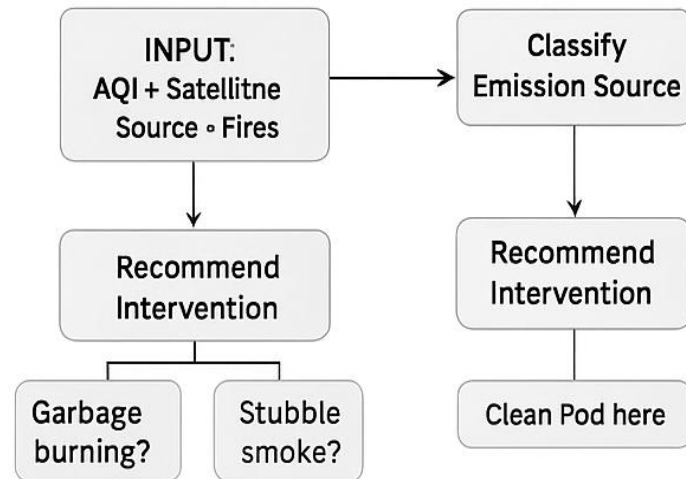 INPUT:
AQI + Satellitne
Source ∘ Fires
Classify
Emission Source
Recommend
Intervention
Recommend
Intervention
Garbage
burning?
Stubble
smoke?
Clean Pod here